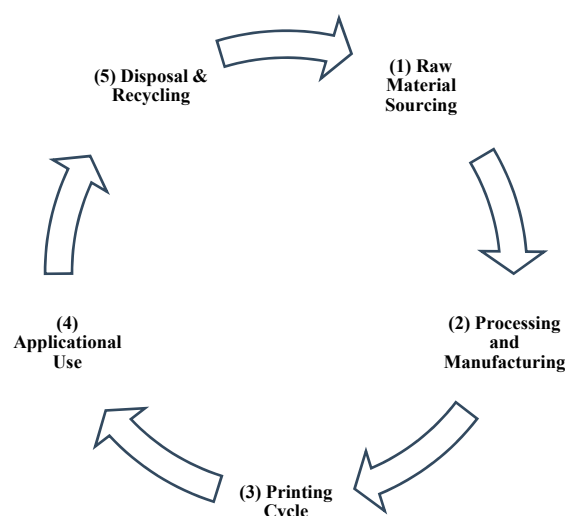 (1) Raw
Material
Sourcing
(2) Processing
and
Manufacturing
(3) Printing
Cycle
(4)
Applicational
Use
(5) Disposal &
Recycling